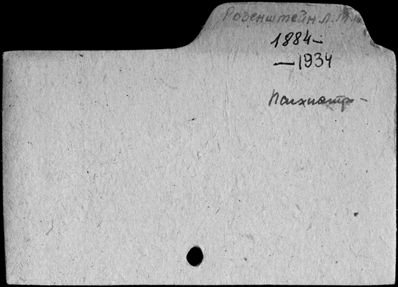 Розенштейн Л. М.
1884-
-1934
Психиатр